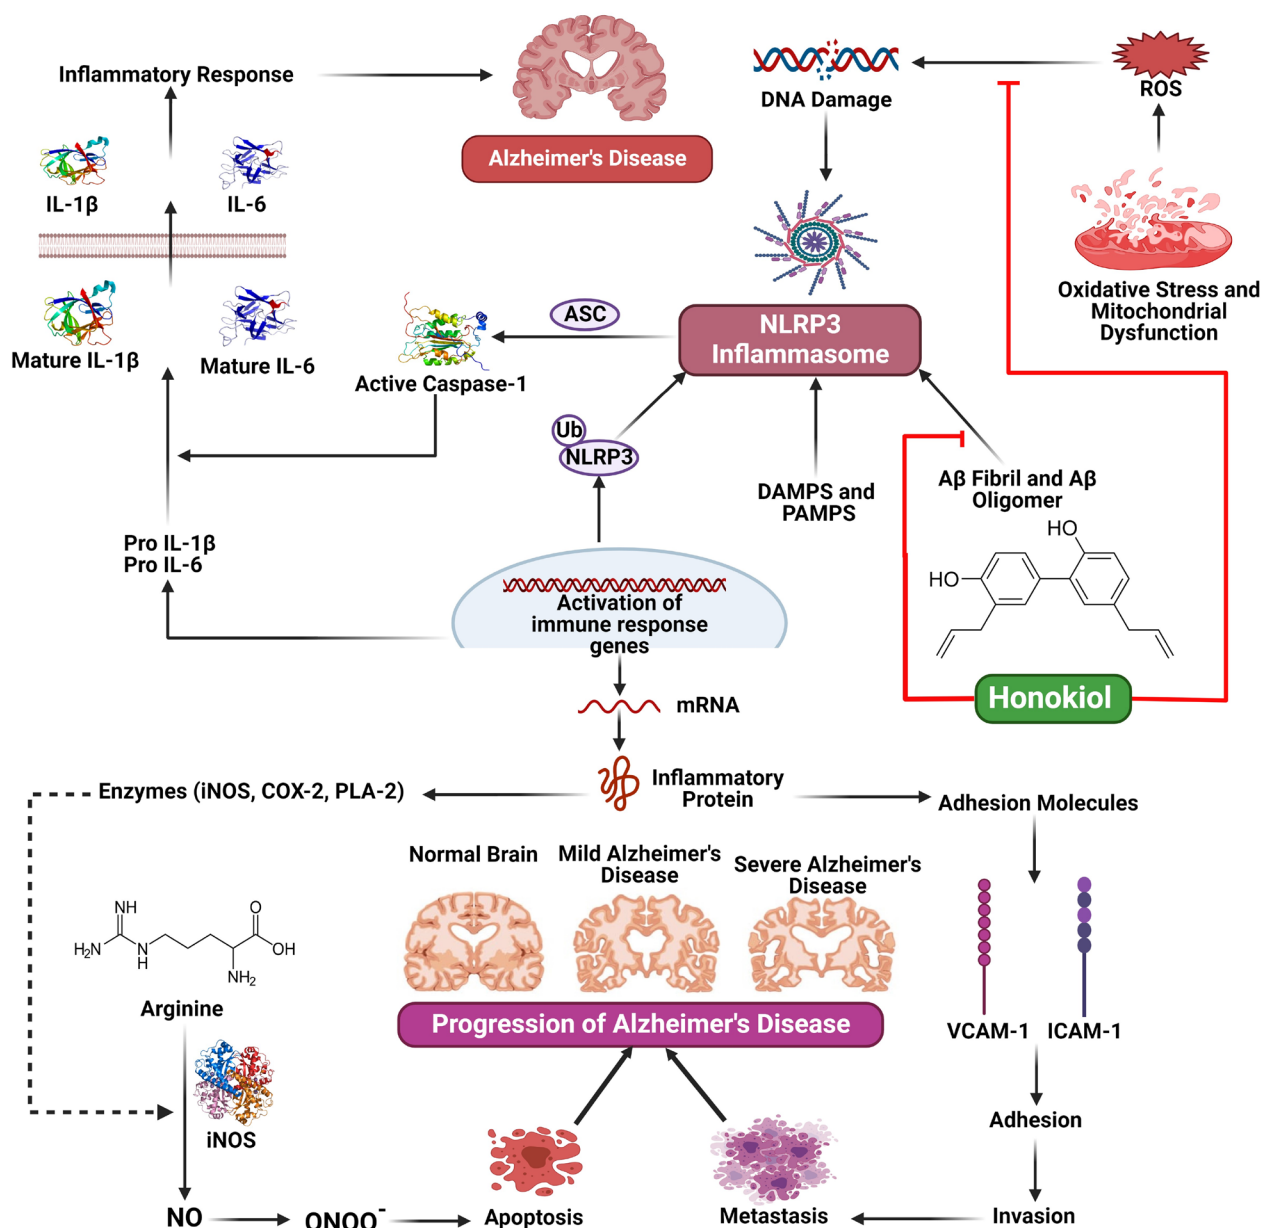 Inflammatory Response
Alzheimer's Disease
DNA Damage
ROS
IL-1β
IL-6
Oxidative Stress and
Mitochondrial
Dysfunction
Mature IL-1β
Mature IL-6
Active Caspase-1
ASC
NLRP3
Inflammasome
Ub
NLRP3
DAMPS and
PAMPS
Aβ Fibril and Aβ
Oligomer
HO
HO
Honokiol
Pro IL-1β
Pro IL-6
Activation of
immune response
genes
mRNA
Inflammatory
Protein
Enzymes (iNOS, COX-2, PLA-2)
Adhesion Molecules
Normal Brain
Mild Alzheimer's
Disease
Severe Alzheimer's
Disease
Progression of Alzheimer's Disease
NH
H₂N
N
H
O
OH
NH₂
Arginine
iNOS
NO
ONOO⁻
Apoptosis
Metastasis
VCAM-1
ICAM-1
Adhesion
Invasion